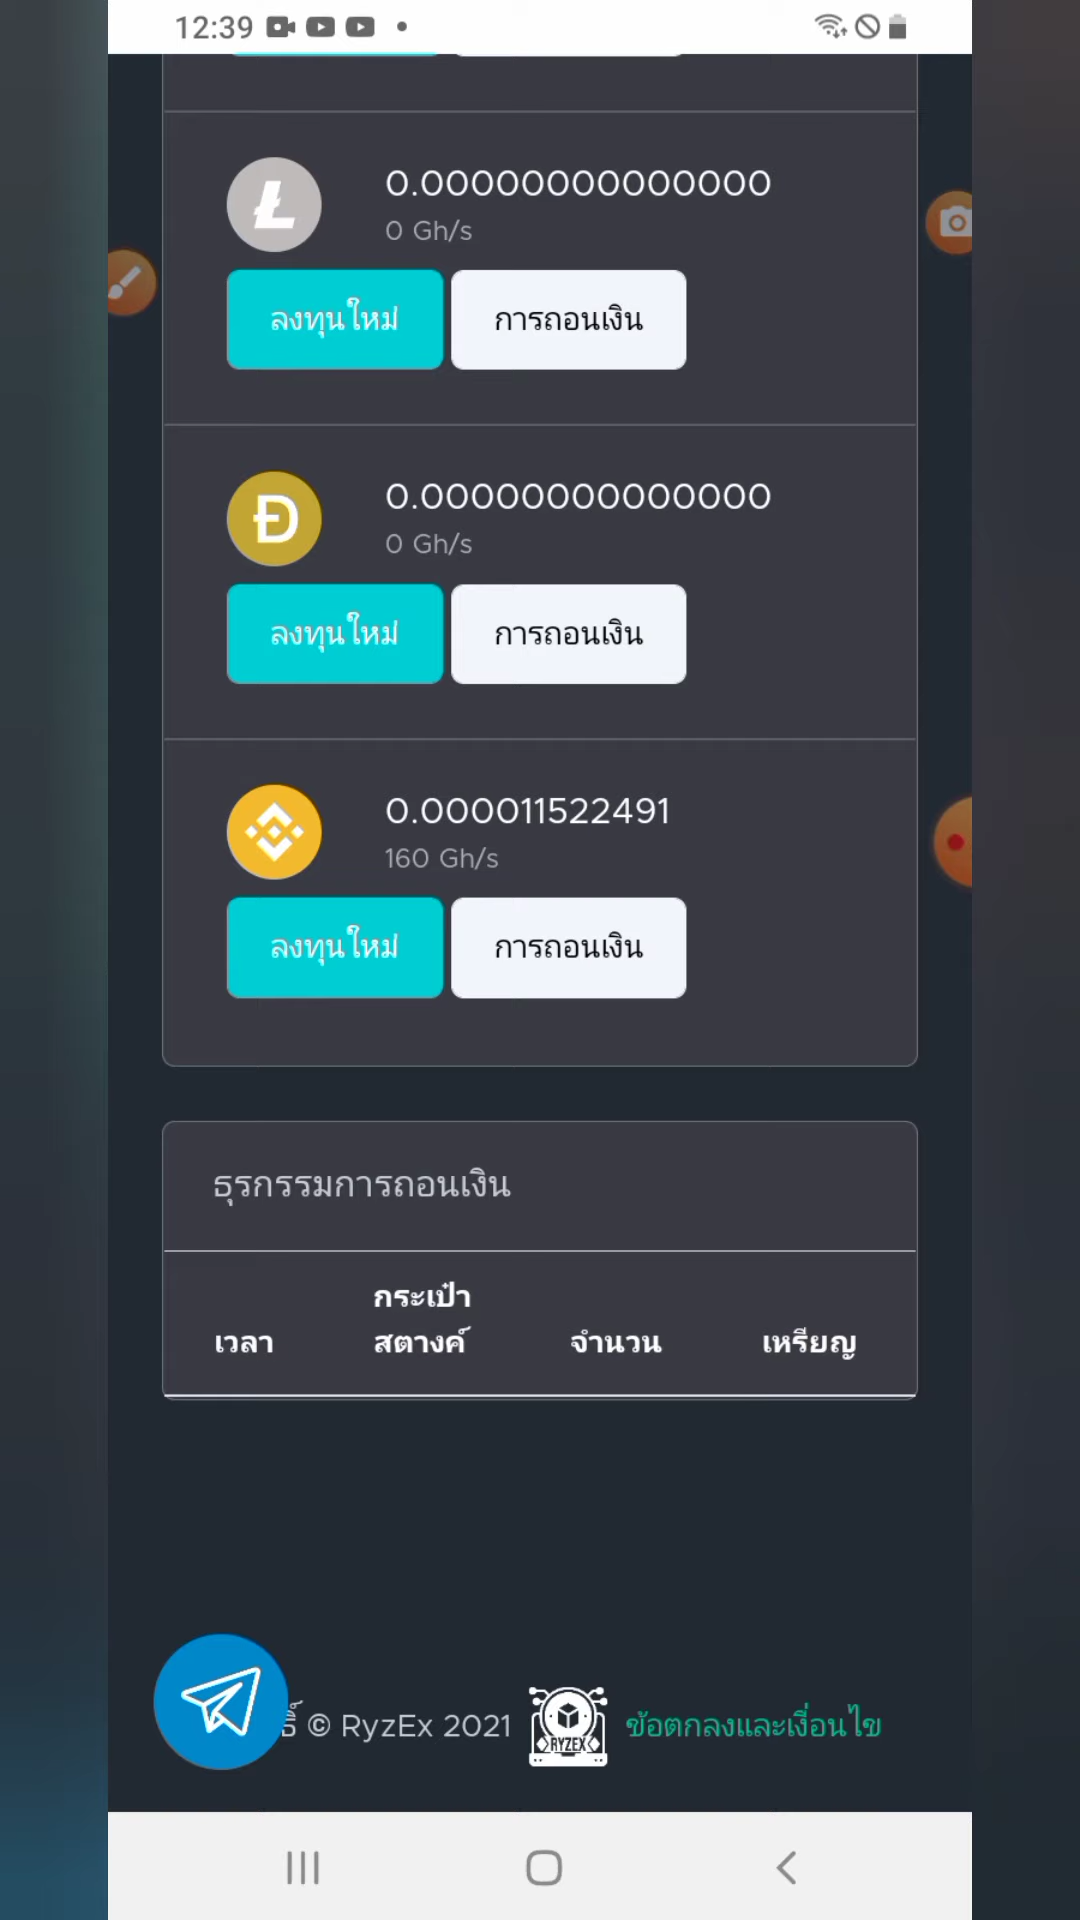 12:39
0.00000000000000
0 Gh/s
ลงทุนใหม่ การถอนเงิน
0.00000000000000
0 Gh/s
ลงทุนใหม่ การถอนเงิน
0.000011522491
160 Gh/s
ลงทุนใหม่ การถอนเงิน
ธุรกรรมการถอนเงิน
เวลา กระเป๋า
สตางค์ จำนวน เหรียญ
© RyzEx 2021 RYZEX ข้อตกลงและเงื่อนไข